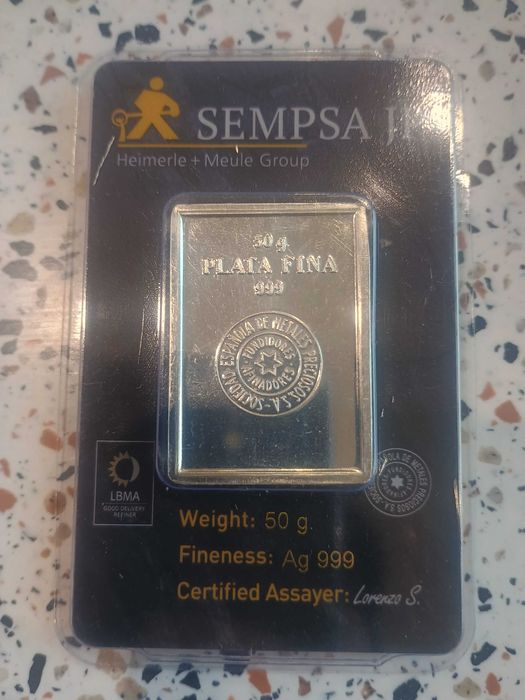 SEMPSA JP
Heimerle + Meule Group
50 g.
PLATA FINA
999
SOCIEDAD ESPAÑOLA DE METALES PRECIOSOS S.A.
FUNDIDORES
AFINADORES
LBMA
GOOD DELIVERY
REFINER
Weight: 50 g.
Fineness: Ag 999
Certified Assayer: Lorenzo S.